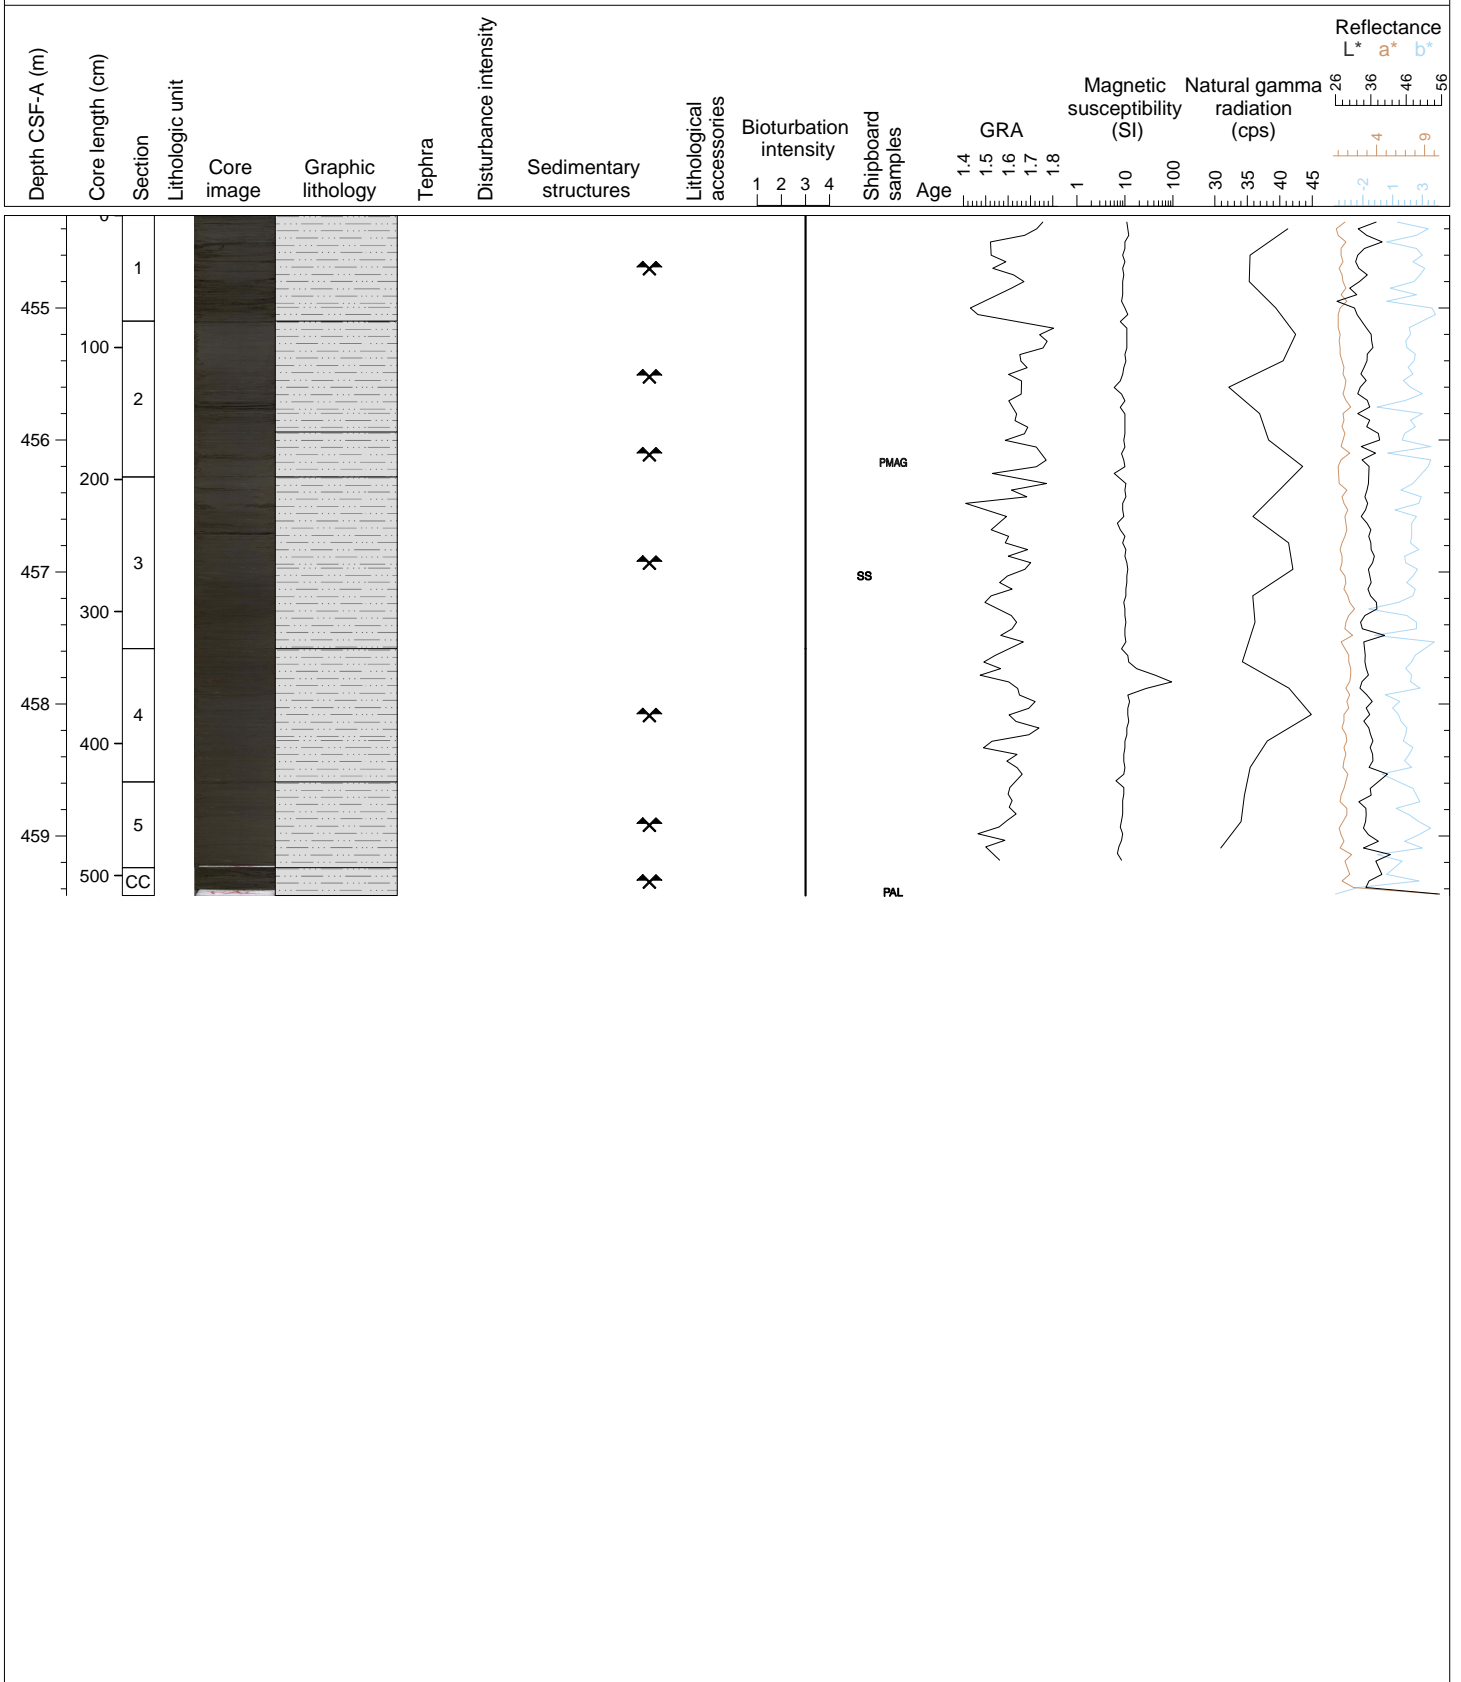 Depth CSF-A (m)
Core length (cm)
Section
Lithologic unit
Core
image
Graphic
lithology
Tephra
Disturbance intensity
Sedimentary
structures
Lithological
accessories
Bioturbation
intensity
1 2 3 4
Shipboard
samples
Age
GRA
1.4 1.5 1.6 1.7 1.8
Magnetic
susceptibility
(SI)
1 10 100
Natural gamma
radiation
(cps)
30 35 40 45
Reflectance
L* a* b*
26 36 46 56
4 9
-2 1 3
0
1
455
100
2
456
PMAG
200
3
457
SS
300
458
4
400
5
459
500
CC
PAL